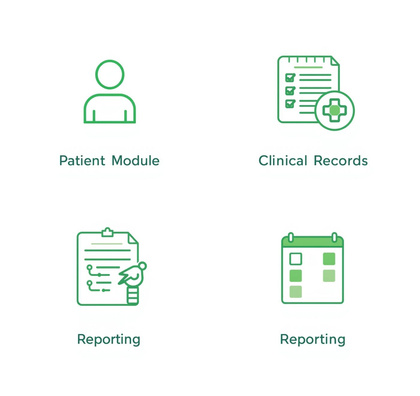 Patient Module
Clinical Records
Reporting
Reporting